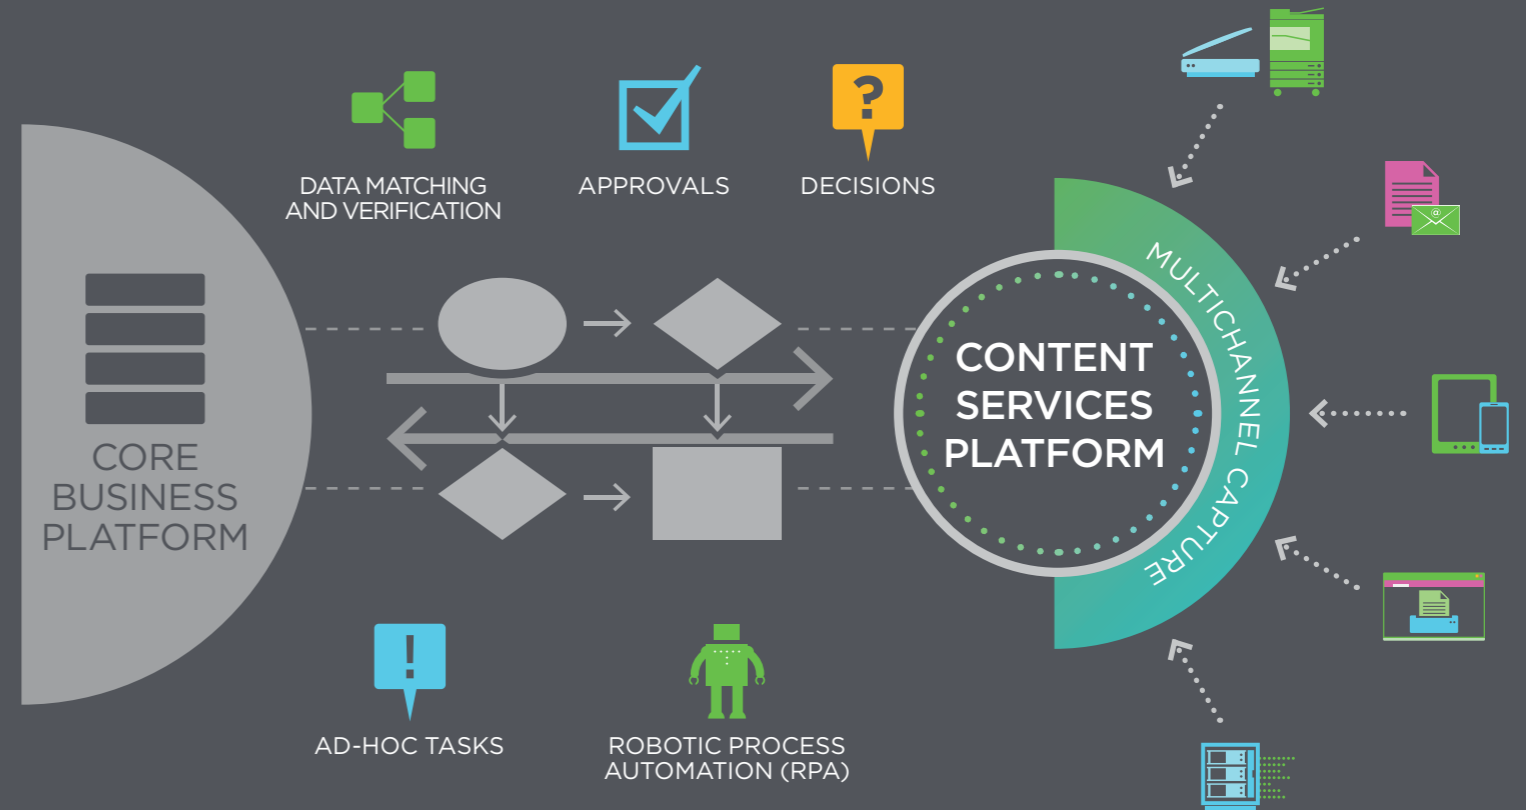 DATA MATCHING
AND VERIFICATION
APPROVALS
?
DECISIONS
CORE
BUSINESS
PLATFORM
CONTENT
SERVICES
PLATFORM
MULTICHANNEL CAPTURE
@
!
AD-HOC TASKS
ROBOTIC PROCESS
AUTOMATION (RPA)